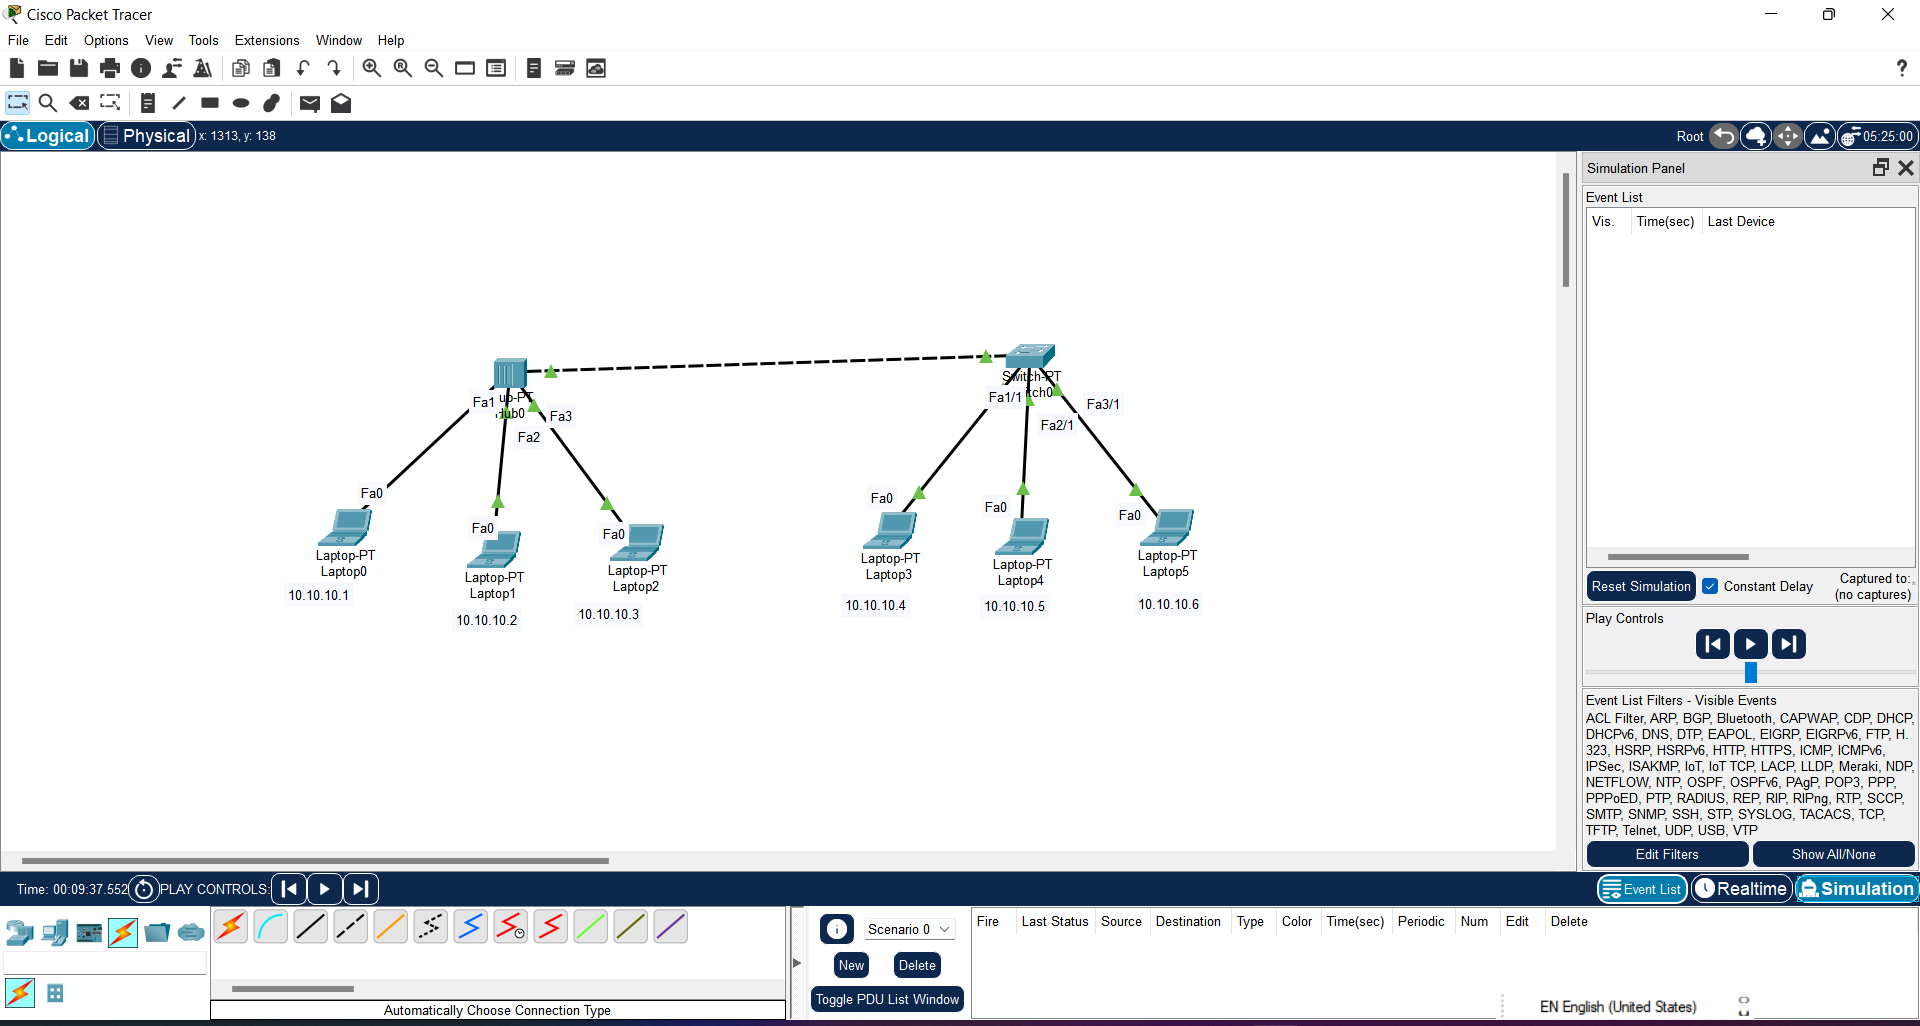 Cisco Packet Tracer
File Edit Options View Tools Extensions Window Help
Logical Physical x: 1313, y: 138 Root 05:25:00
Simulation Panel
Event List
Vis. Time(sec) Last Device
Fa1
Fa2
Fa3
Fa0
Laptop-PT
Laptop0
10.10.10.1
Fa0
Laptop-PT
Laptop1
10.10.10.2
Fa0
Laptop-PT
Laptop2
10.10.10.3
Switch-PT
Fa1/1
Fa2/1
Fa3/1
Fa0
Laptop-PT
Laptop3
10.10.10.4
Fa0
Laptop-PT
Laptop4
10.10.10.5
Fa0
Laptop-PT
Laptop5
10.10.10.6
Reset Simulation Constant Delay Captured to:
(no captures)
Play Controls
Event List Filters - Visible Events
ACL Filter, ARP, BGP, Bluetooth, CAPWAP, CDP, DHCP,
DHCPv6, DNS, DTP, EAPOL, EIGRP, EIGRPv6, FTP, H.
323, HSRP, HSRPv6, HTTP, HTTPS, ICMP, ICMPv6,
IPSec, ISAKMP, IoT, IoT TCP, LACP, LLDP, Meraki, NDP,
NETFLOW, NTP, OSPF, OSPFv6, PAgP, POP3, PPP,
PPPoED, PTP, RADIUS, REP, RIP, RIPng, RTP, SCCP,
SMTP, SNMP, SSH, STP, SYSLOG, TACACS, TCP,
TFTP, Telnet, UDP, USB, VTP
Edit Filters Show All/None
Time: 00:09:37.552 PLAY CONTROLS: Event List Realtime Simulation
Scenario 0
New Delete
Toggle PDU List Window
Fire Last Status Source Destination Type Color Time(sec) Periodic Num Edit Delete
Automatically Choose Connection Type
EN English (United States)